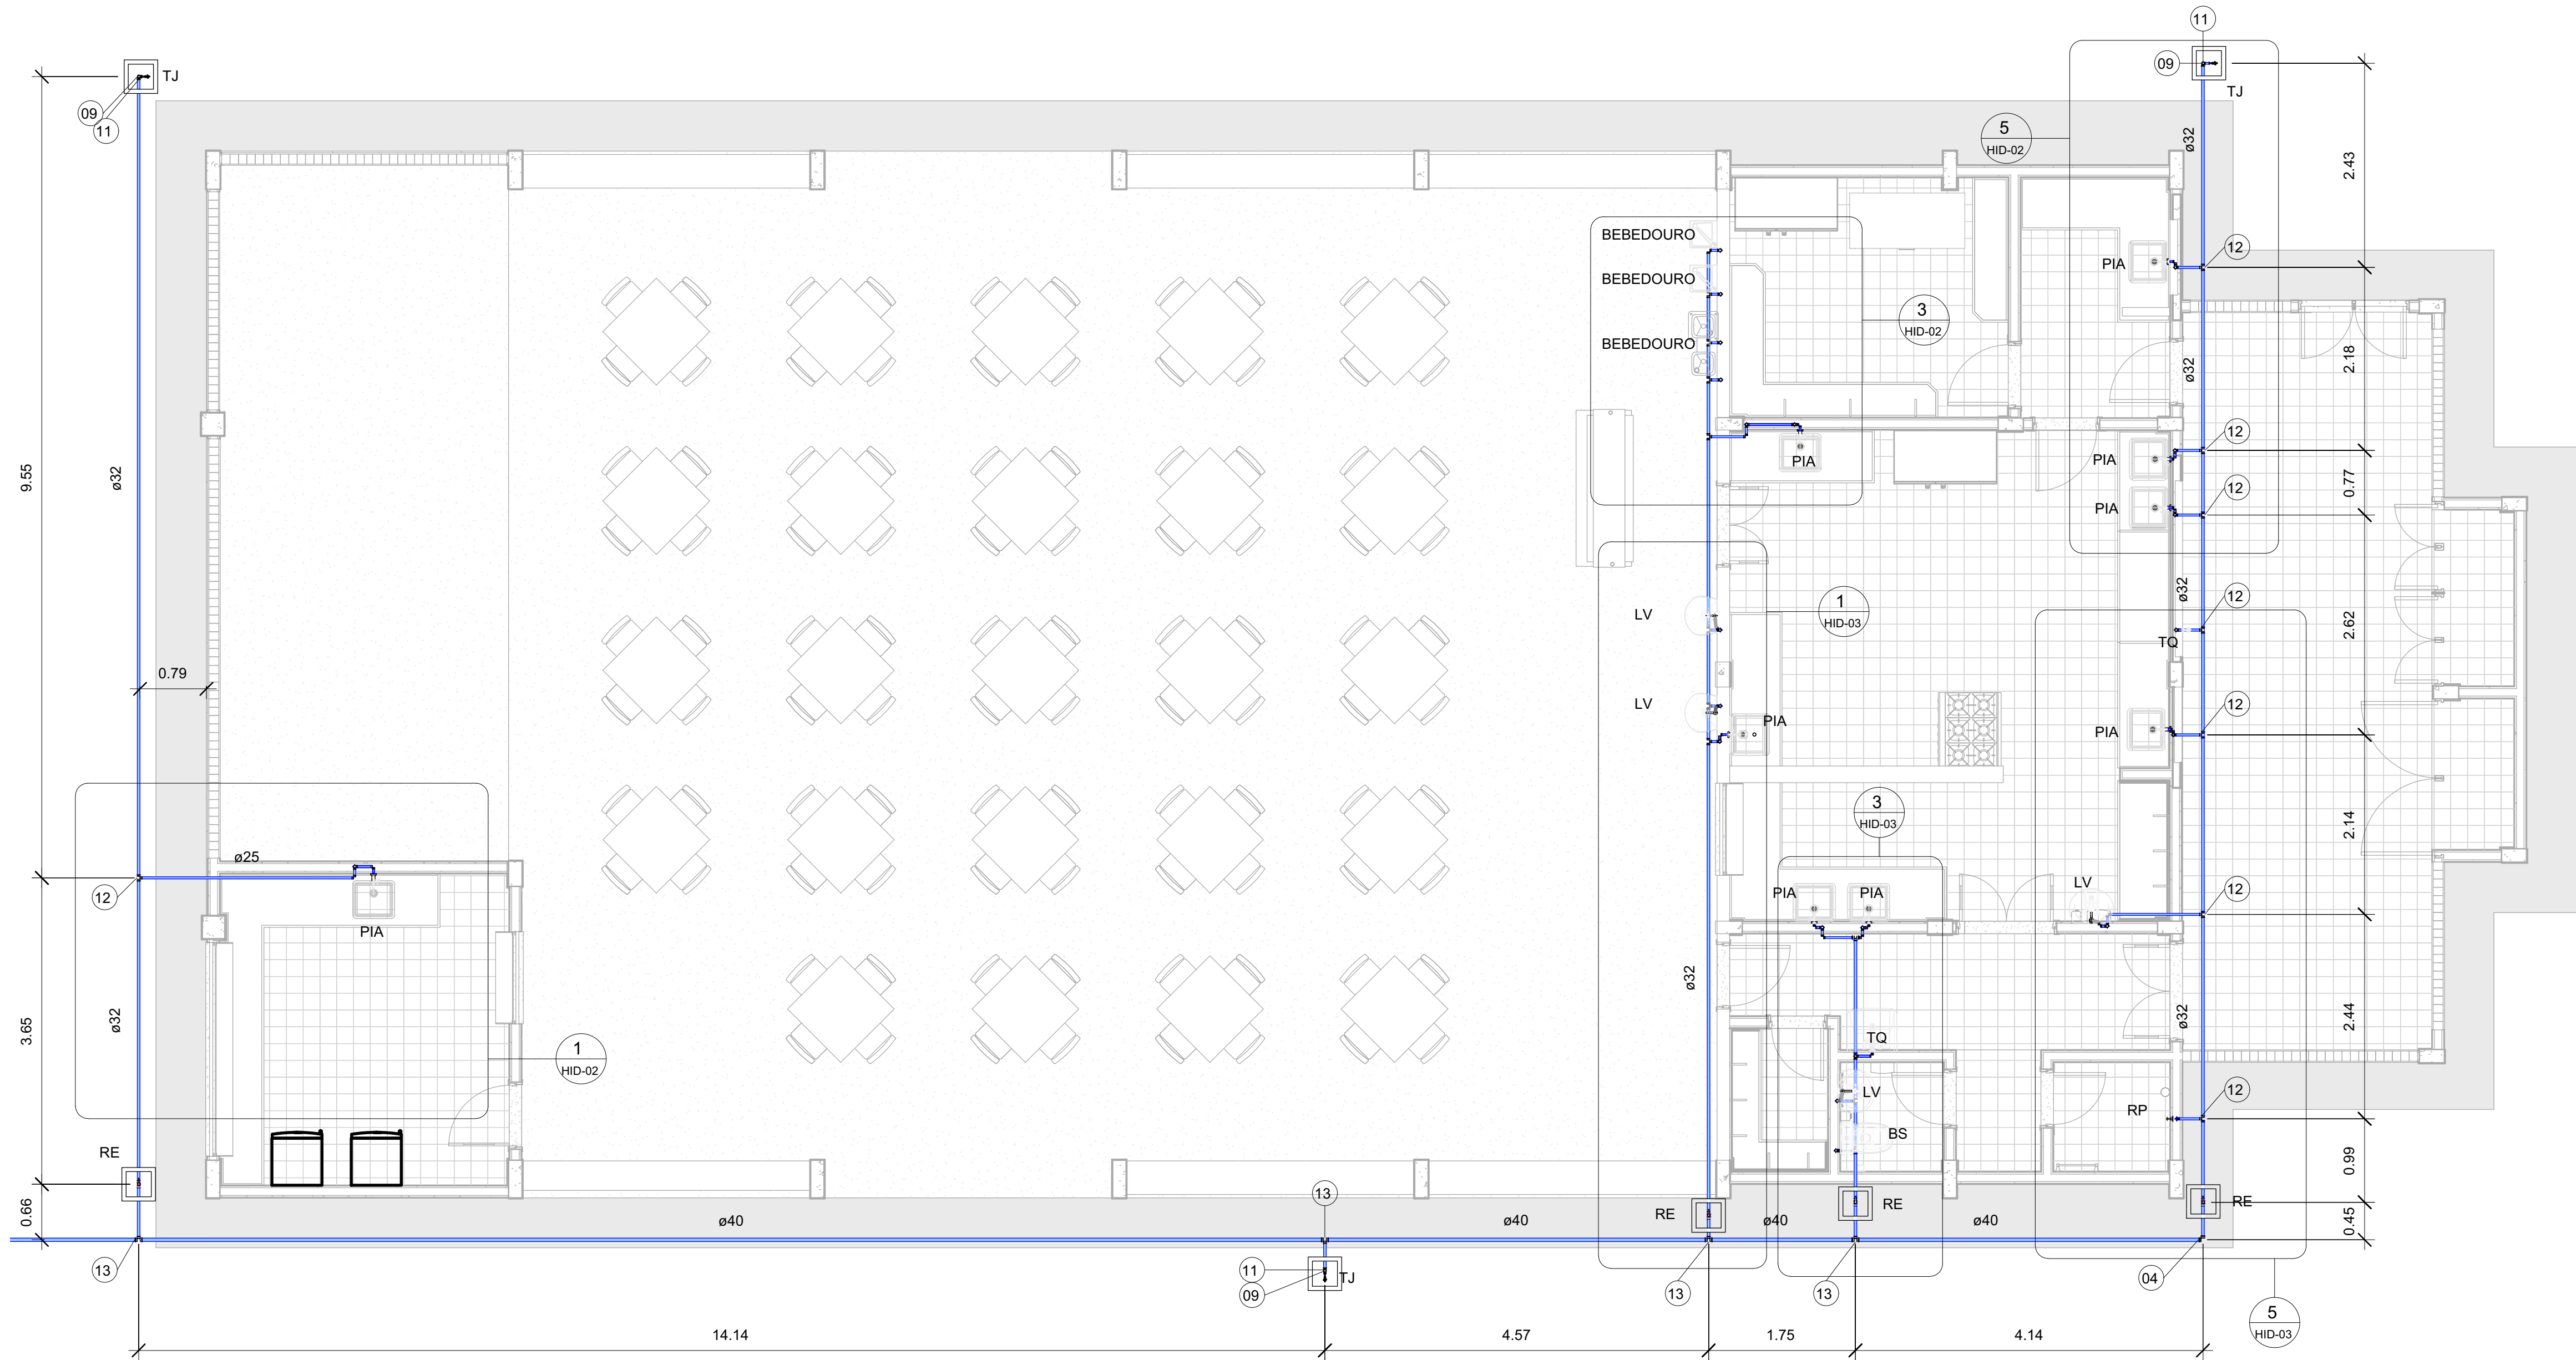 11
TJ
09
TJ
09
11
ø32
5
HID-02
2.43
BEBEDOURO
12
PIA
BEBEDOURO
3
HID-02
BEBEDOURO
ø32
2.18
12
PIA
PIA
9.55
ø32
12
PIA
0.77
1
HID-03
LV
ø32
12
TQ
2.62
0.79
LV
PIA
12
PIA
3
HID-03
2.14
ø25
12
PIA
PIA
PIA
LV
12
PIA
3.65
ø32
ø32
ø32
2.44
TQ
1
HID-02
LV
12
RP
BS
RE
0.99
0.66
13
ø40
ø40
RE
ø40
RE
ø40
RE
0.45
13
11
TJ
09
13
13
04
5
HID-03
14.14
4.57
1.75
4.14